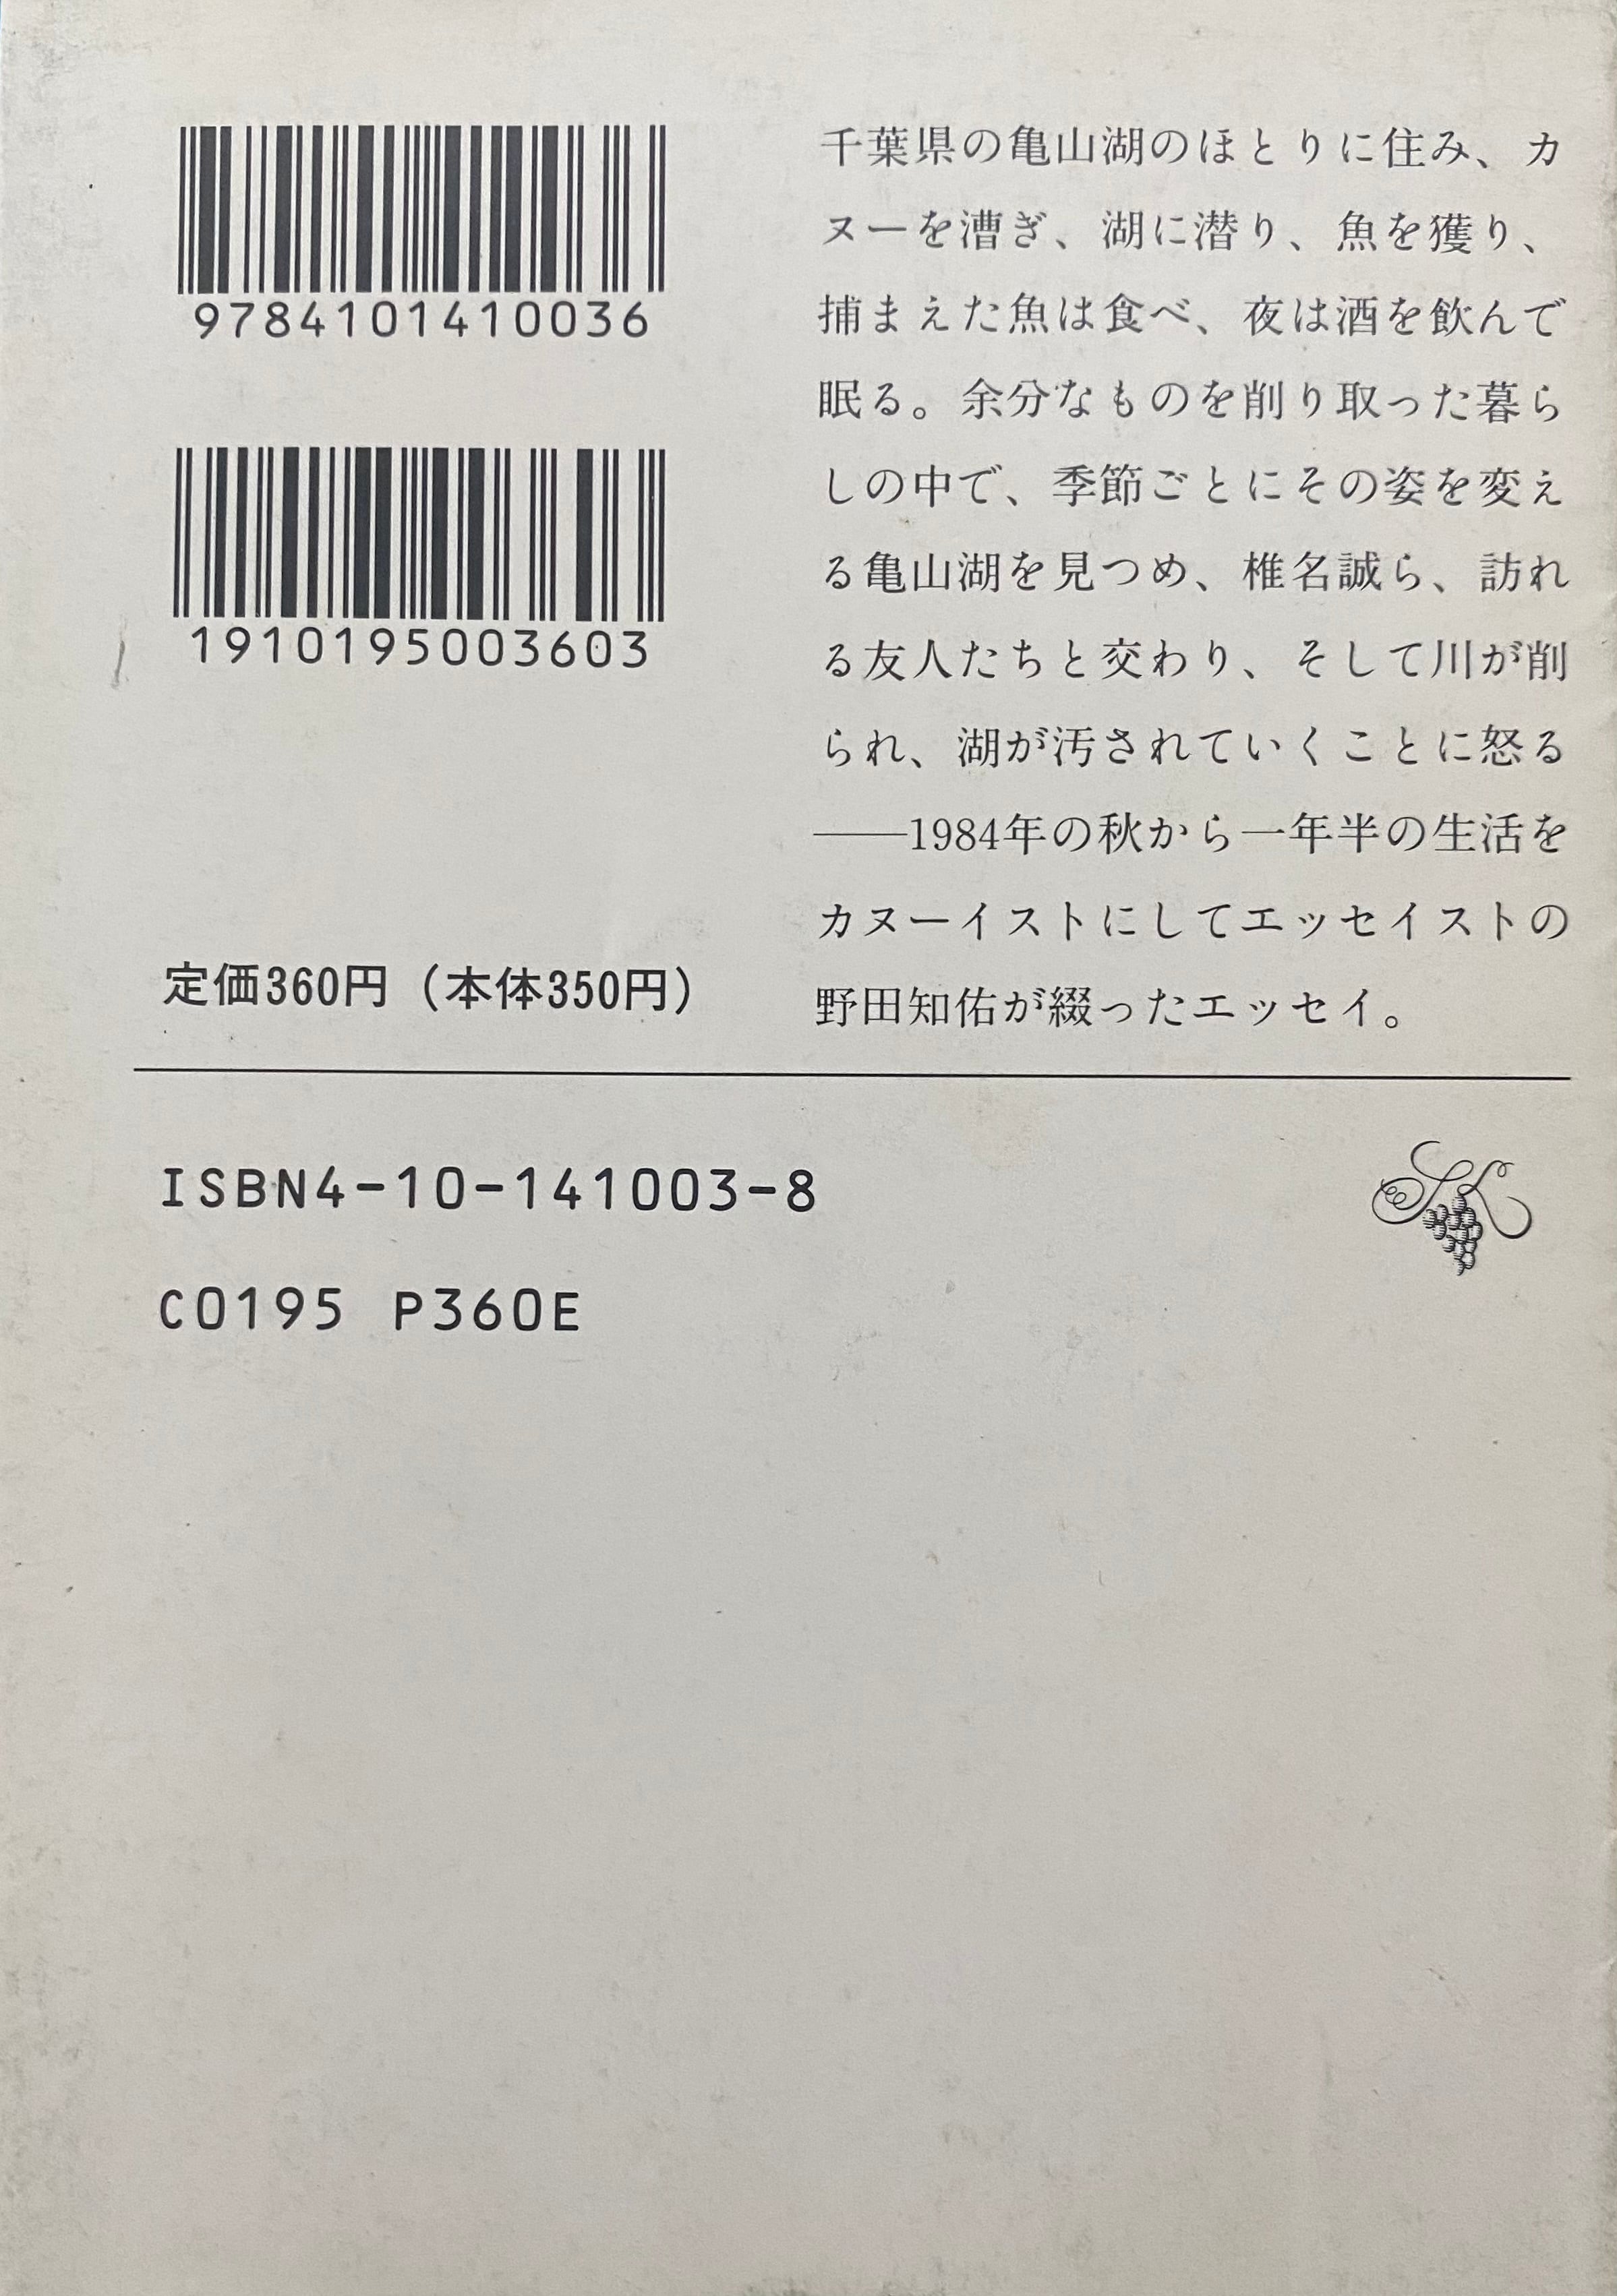 9784101410036
1910195003603
千葉県の亀山湖のほとりに住み、カ
ヌーを漕ぎ、湖に潜り、魚を獲り、
捕まえた魚は食べ、夜は酒を飲んで
眠る。余分なものを削り取った暮ら
しの中で、季節ごとにその姿を変え
る亀山湖を見つめ、椎名誠ら、訪れ
る友人たちと交わり、そして川が削
られ、湖が汚されていくことに怒る
――1984年の秋から一年半の生活を
カヌーイストにしてエッセイストの
野田知佑が綴ったエッセイ。
定価360円（本体350円）
ISBN4-10-141003-8
C0195 P360E
SK